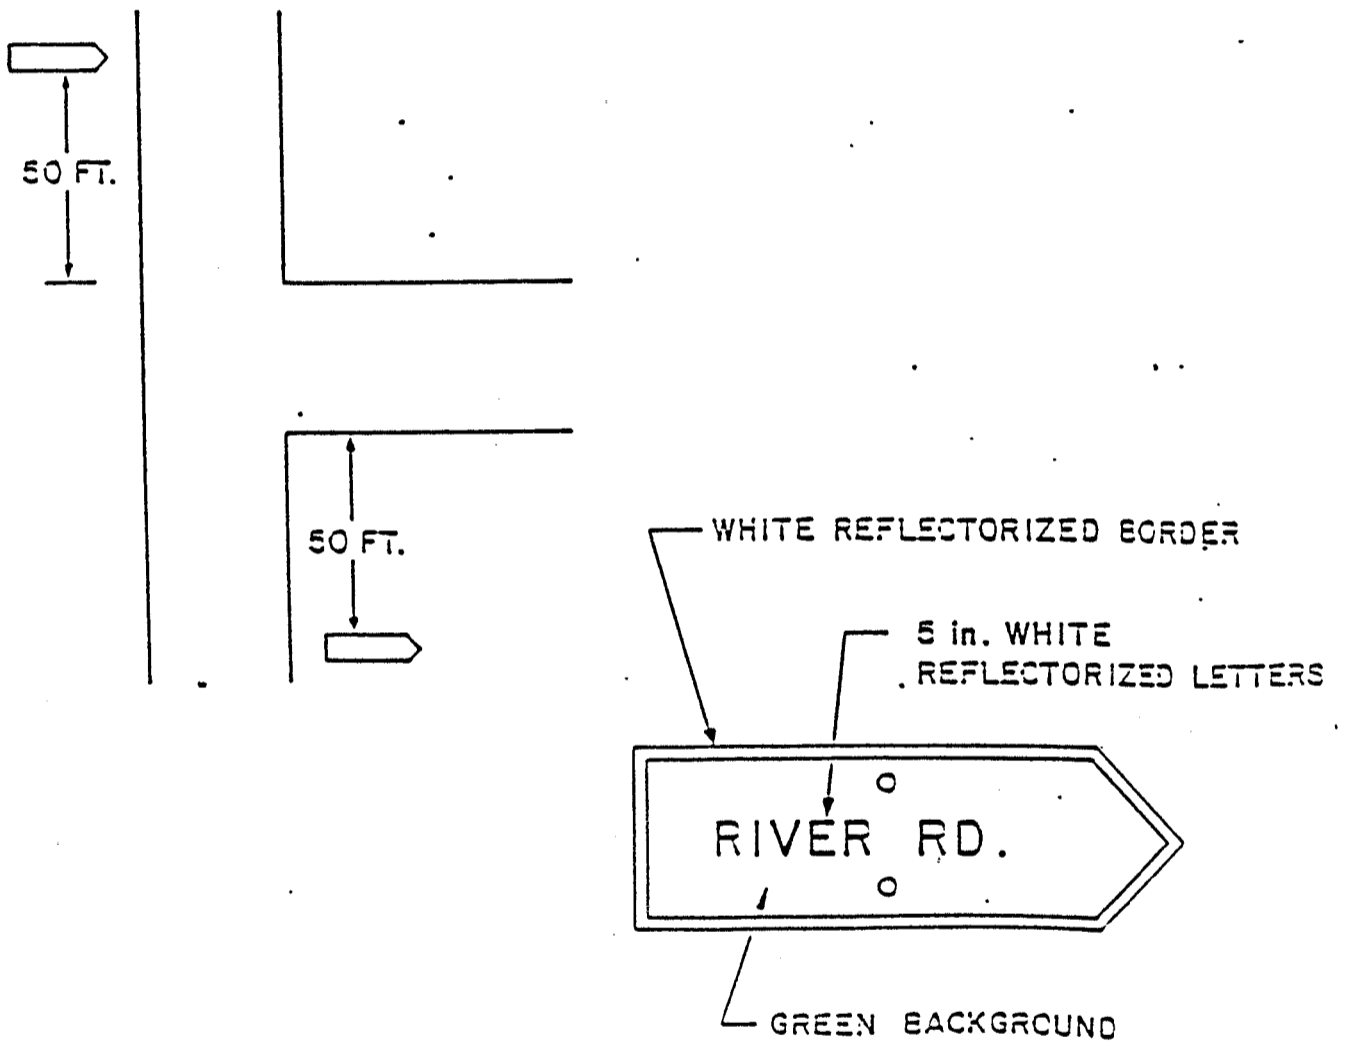 50 FT.
50 FT.
WHITE REFLECTORIZED BORDER
5 in. WHITE
REFLECTORIZED LETTERS
RIVER RD.
GREEN BACKGROUND